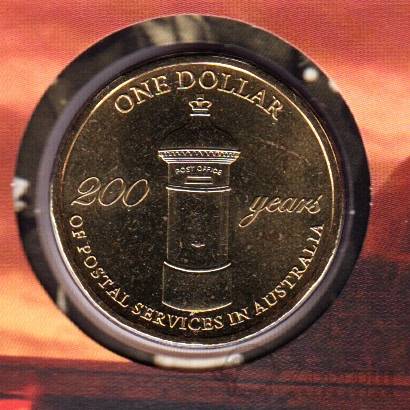 ONE DOLLAR
POST OFFICE
200 years
OF POSTAL SERVICES IN AUSTRALIA